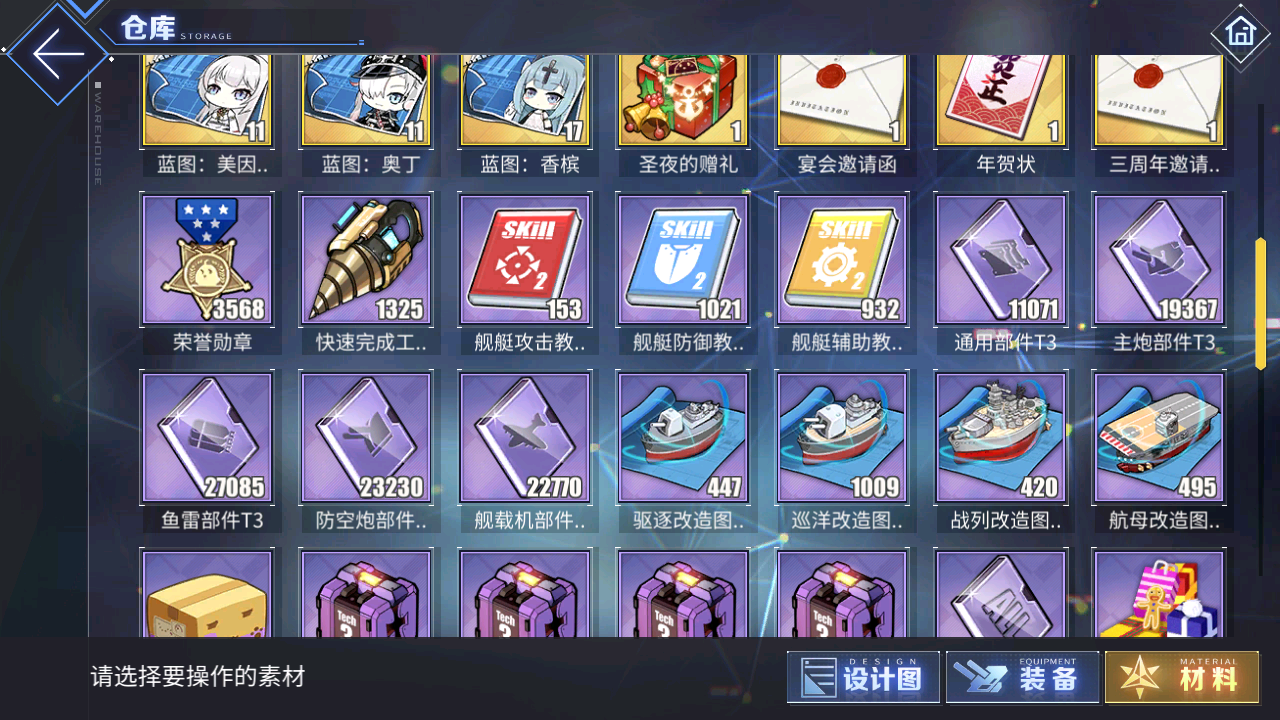 仓库 STORAGE
WAREHOUSE
11 11 17 1 1 1 1
INVITATION 贺正 INVITATION
蓝图：美因.. 蓝图：奥丁 蓝图：香槟 圣夜的赠礼 宴会邀请函 年贺状 三周年邀请..
SKill SKill SKill
2 2 2
3568 1325 153 1021 932 11071 19367
荣誉勋章 快速完成工.. 舰艇攻击教.. 舰艇防御教.. 舰艇辅助教.. 通用部件T3 主炮部件T3
27085 23230 22770 447 1009 420 495
鱼雷部件T3 防空炮部件.. 舰载机部件.. 驱逐改造图.. 巡洋改造图.. 战列改造图.. 航母改造图..
Tech Tech Tech Tech
请选择要操作的素材
DESIGN EQUIPMENT MATERIAL
设计图 装备 材料